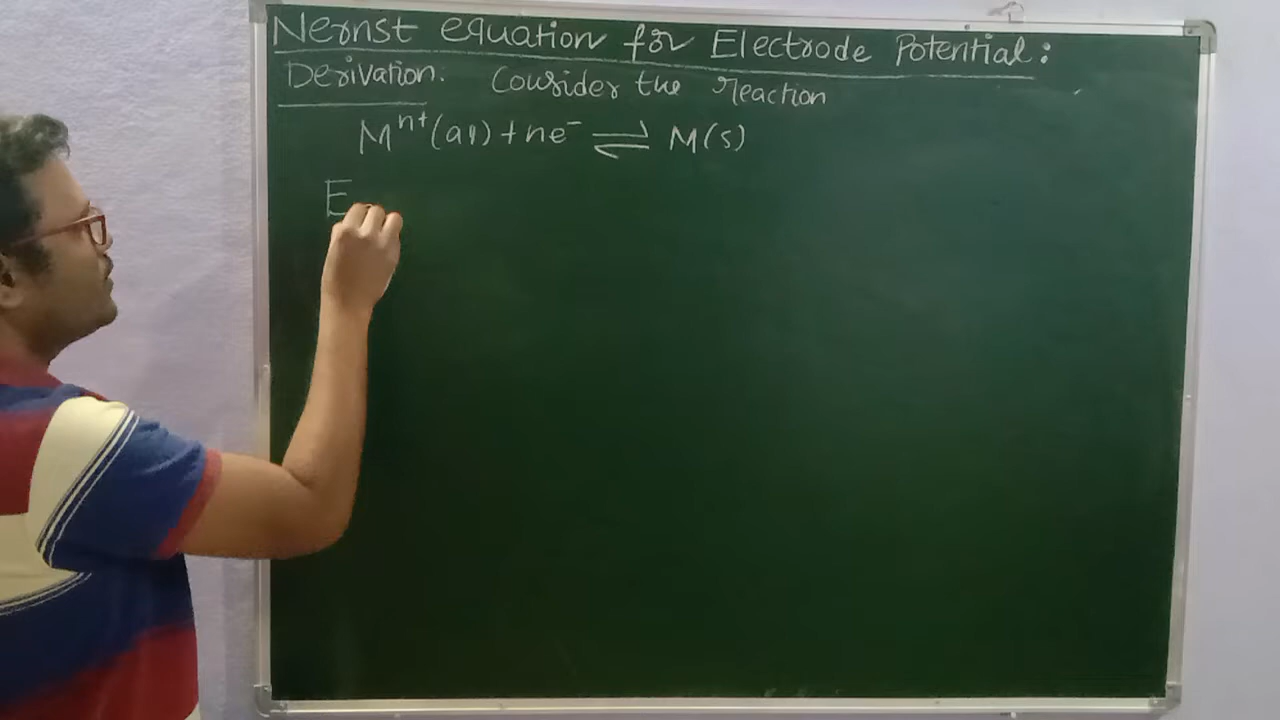 Nernst equation for Electrode Potential:
Derivation: Consider the reaction
Mⁿ⁺(aq) + ne⁻ ⇌ M(s)
E